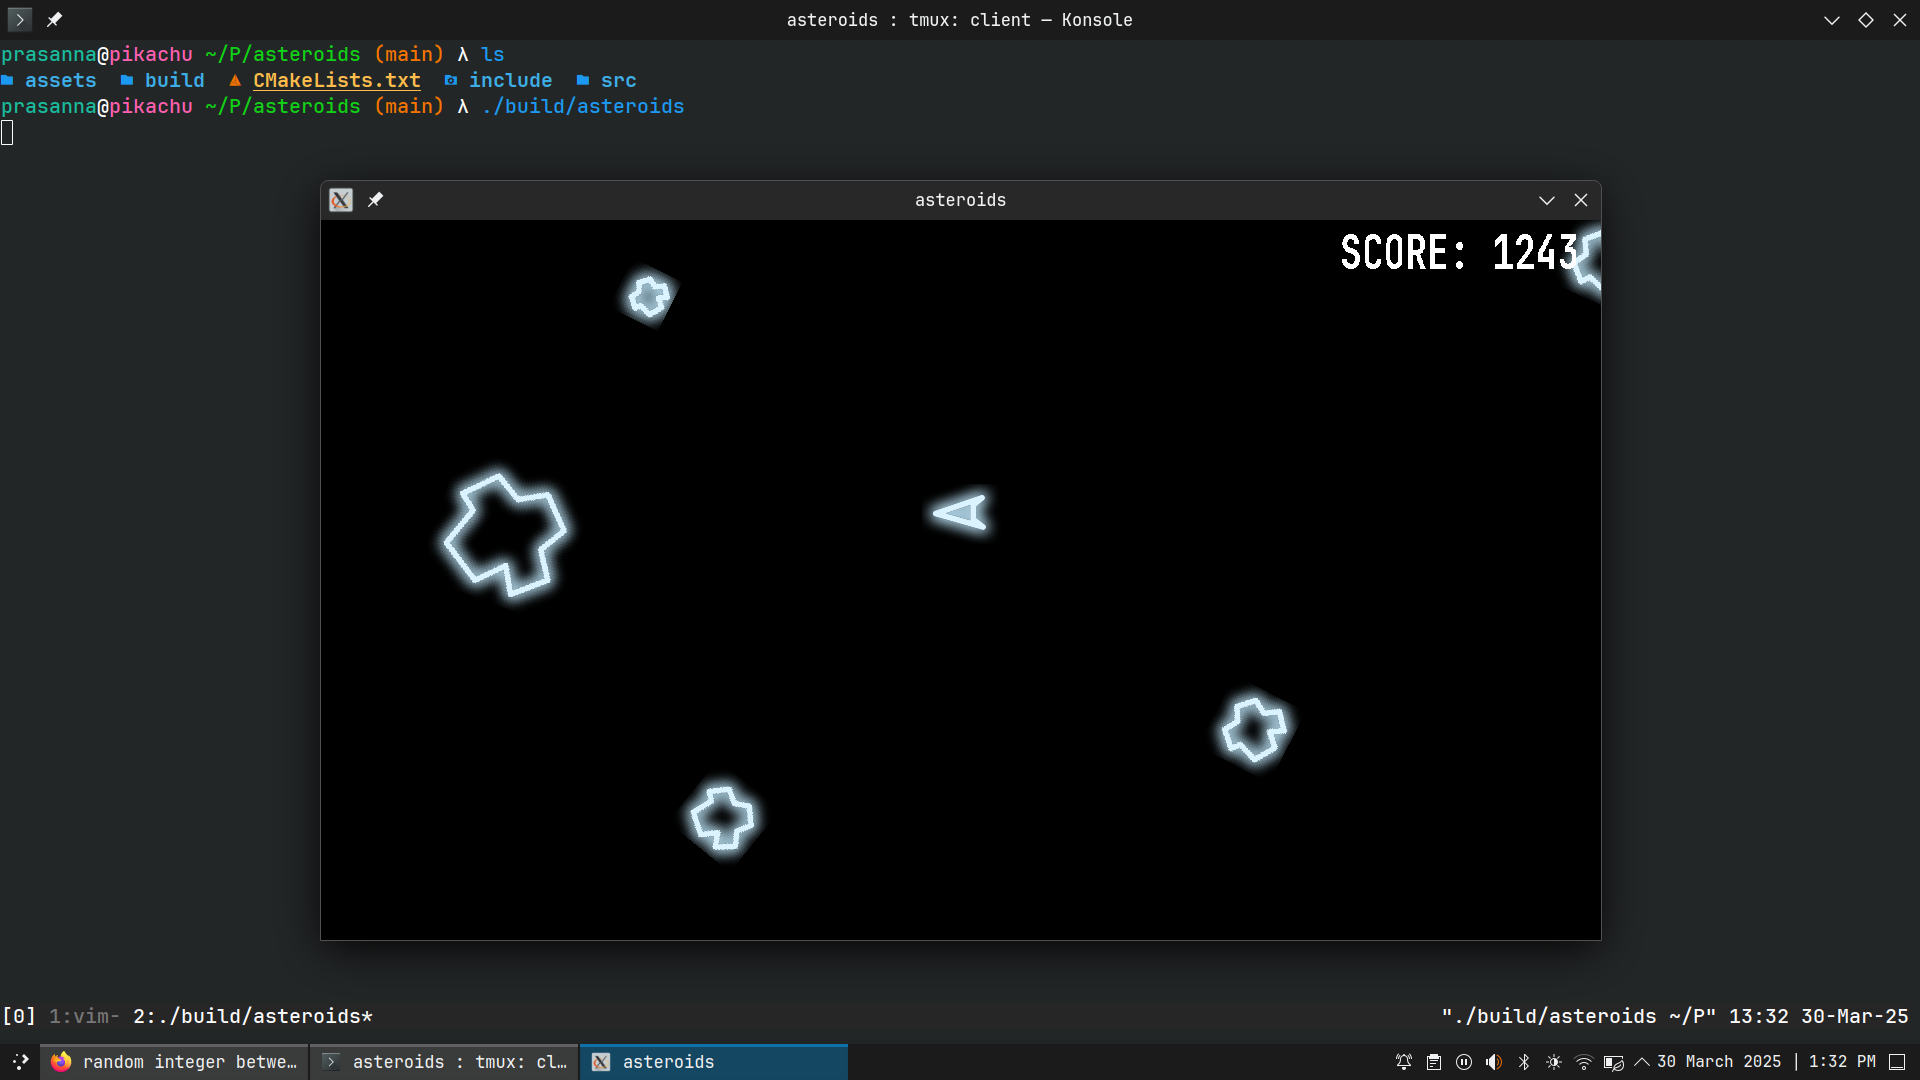 asteroids : tmux: client — Konsole
prasanna@pikachu ~/P/asteroids (main) λ ls
assets build CMakeLists.txt include src
prasanna@pikachu ~/P/asteroids (main) λ ./build/asteroids
asteroids
SCORE: 1243
[0] 1:vim- 2:./build/asteroids* "./build/asteroids ~/P" 13:32 30-Mar-25
random integer betwe… asteroids : tmux: cl… asteroids 30 March 2025 | 1:32 PM